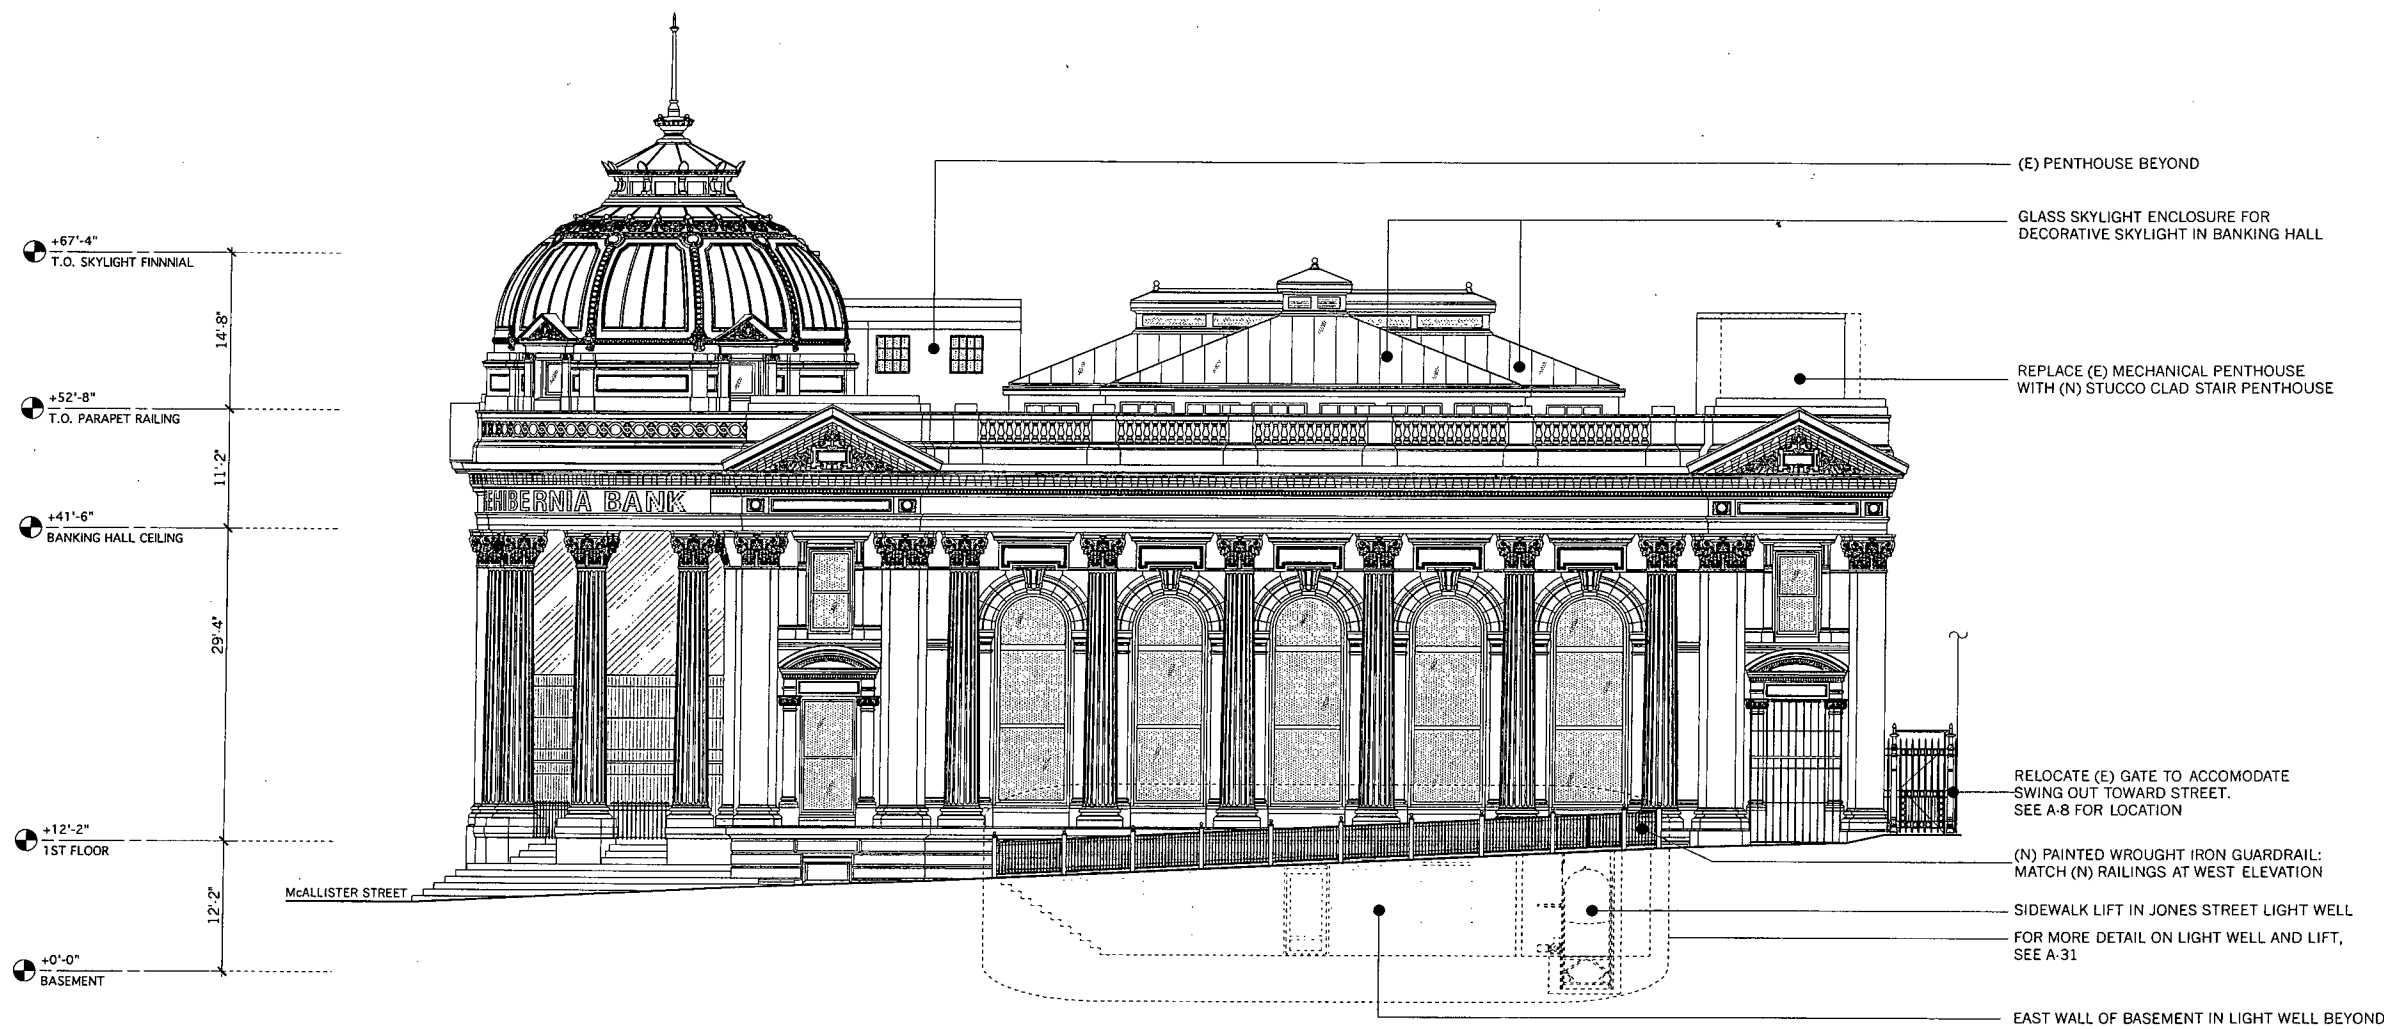 (E) PENTHOUSE BEYOND
GLASS SKYLIGHT ENCLOSURE FOR
DECORATIVE SKYLIGHT IN BANKING HALL
+67'-4"
T.O. SKYLIGHT FINNNIAL
14'-8"
REPLACE (E) MECHANICAL PENTHOUSE
WITH (N) STUCCO CLAD STAIR PENTHOUSE
+52'-8"
T.O. PARAPET RAILING
11'-2"
EHIBERNIA BANK
+41'-6"
BANKING HALL CEILING
29'-4"
RELOCATE (E) GATE TO ACCOMODATE
SWING OUT TOWARD STREET.
SEE A-8 FOR LOCATION
+12'-2"
1ST FLOOR
(N) PAINTED WROUGHT IRON GUARDRAIL:
MATCH (N) RAILINGS AT WEST ELEVATION
McALLISTER STREET
12'-2"
SIDEWALK LIFT IN JONES STREET LIGHT WELL
FOR MORE DETAIL ON LIGHT WELL AND LIFT,
SEE A-31
+0'-0"
BASEMENT
EAST WALL OF BASEMENT IN LIGHT WELL BEYOND